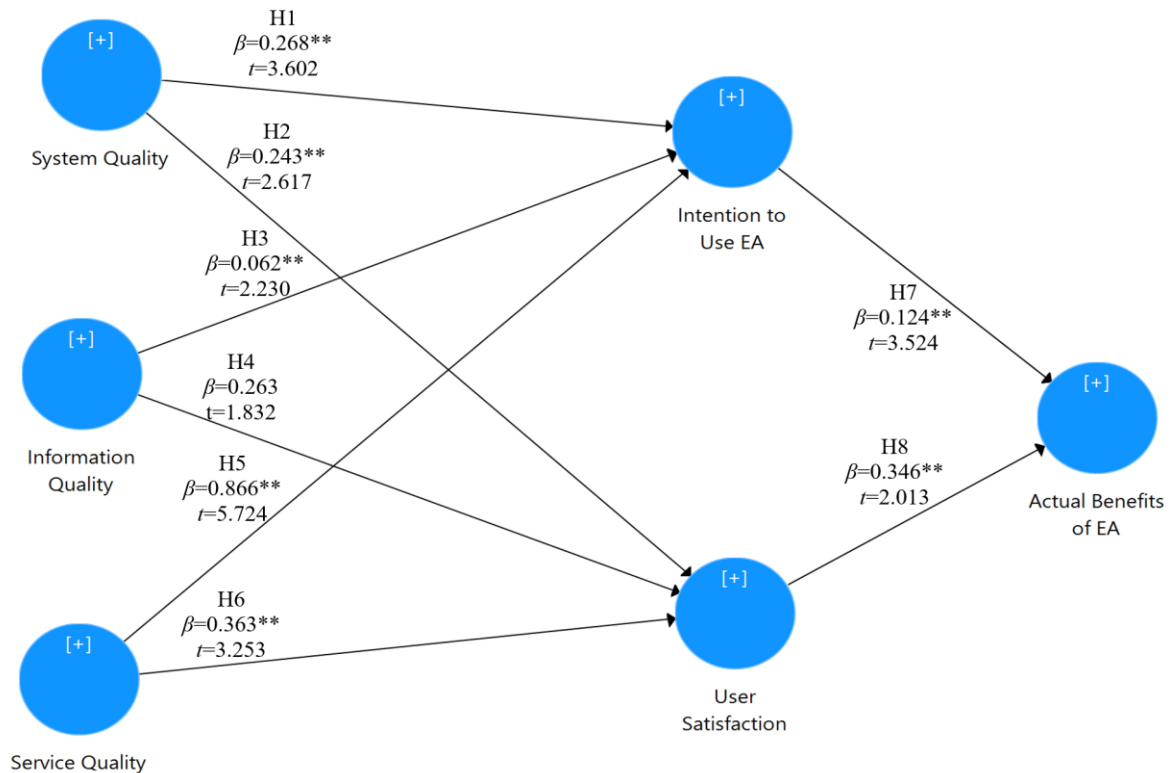 [+]
System Quality
H1
β=0.268**
t=3.602
H2
β=0.243**
t=2.617
[+]
Intention to
Use EA
H3
β=0.062**
t=2.230
[+]
Information
Quality
H4
β=0.263
t=1.832
H7
β=0.124**
t=3.524
[+]
Actual Benefits
of EA
H5
β=0.866**
t=5.724
H8
β=0.346**
t=2.013
H6
β=0.363**
t=3.253
[+]
User
Satisfaction
[+]
Service Quality